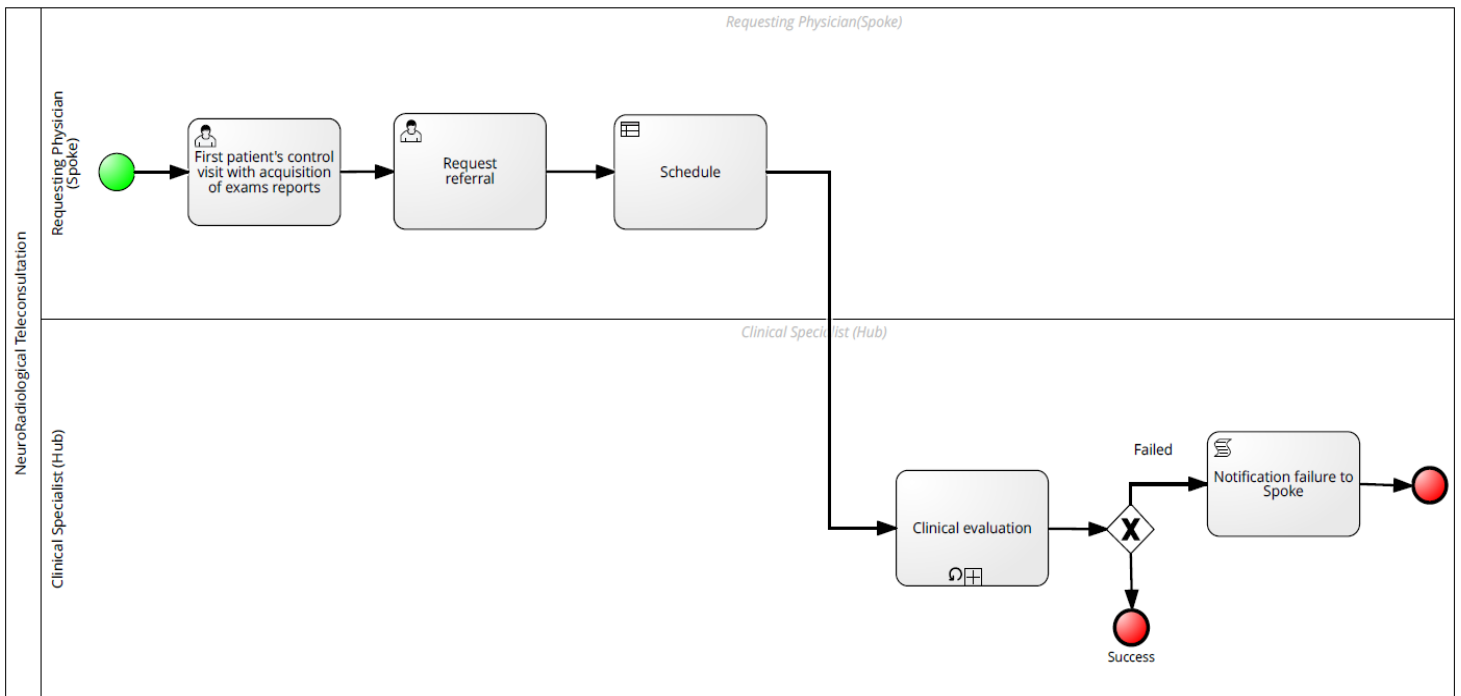 NeuroRadiological Teleconsultation
Requesting Physician
(Spoke)
Requesting Physician(Spoke)
First patient's control
visit with acquisition
of exams reports
Request
referral
Schedule
Clinical Specialist (Hub)
Clinical Specialist (Hub)
Clinical evaluation
X
Failed
Notification failure to
Spoke
Success